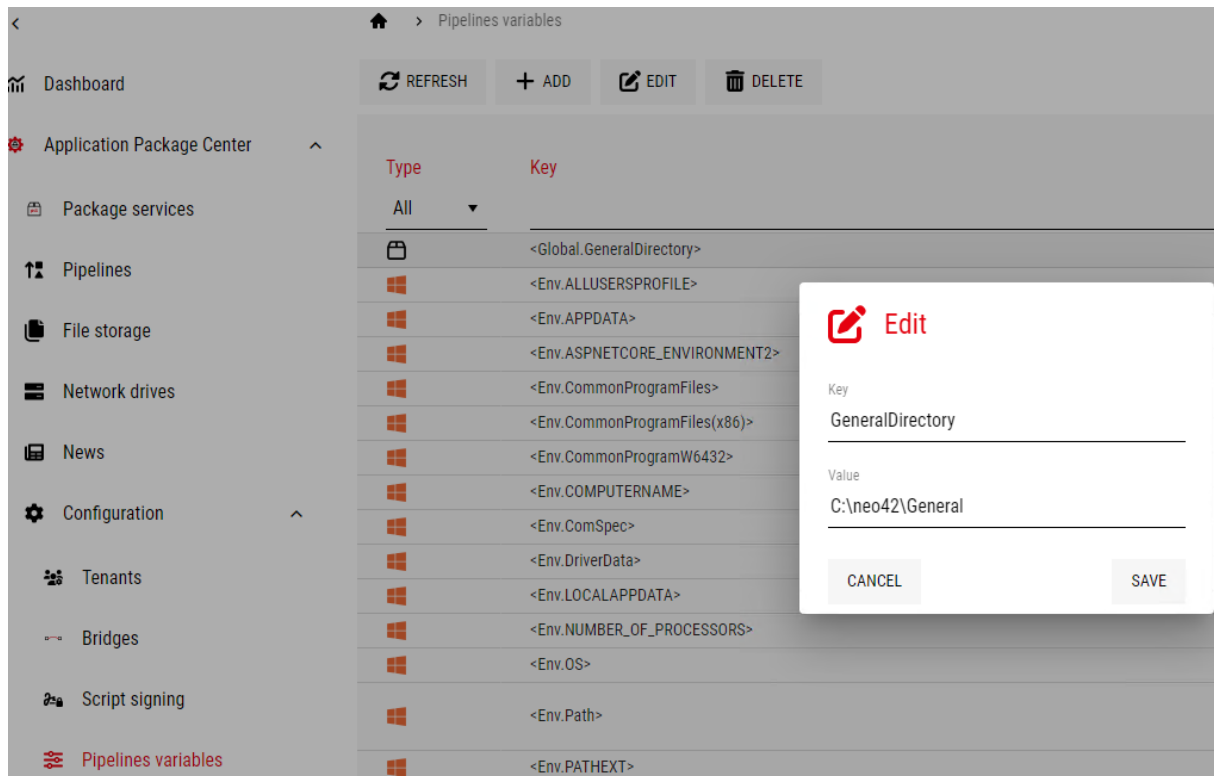 Pipelines variables
Dashboard
Application Package Center
Package services
Pipelines
File storage
Network drives
News
Configuration
Tenants
Bridges
Script signing
Pipelines variables
REFRESH
ADD
EDIT
DELETE
Type
Key
All
<Global.GeneralDirectory>
<Env.ALLUSERSPROFILE>
<Env.APPDATA>
<Env.ASPNETCORE_ENVIRONMENT2>
<Env.CommonProgramFiles>
<Env.CommonProgramFiles(x86)>
<Env.CommonProgramW6432>
<Env.COMPUTERNAME>
<Env.ComSpec>
<Env.DriverData>
<Env.LOCALAPPDATA>
<Env.NUMBER_OF_PROCESSORS>
<Env.OS>
<Env.Path>
<Env.PATHEXT>
Edit
Key
GeneralDirectory
Value
C:\neo42\General
CANCEL
SAVE